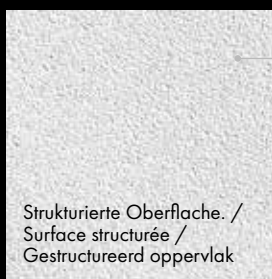 Strukturierte Oberflache. /
Surface structurée /
Gestructureerd oppervlak